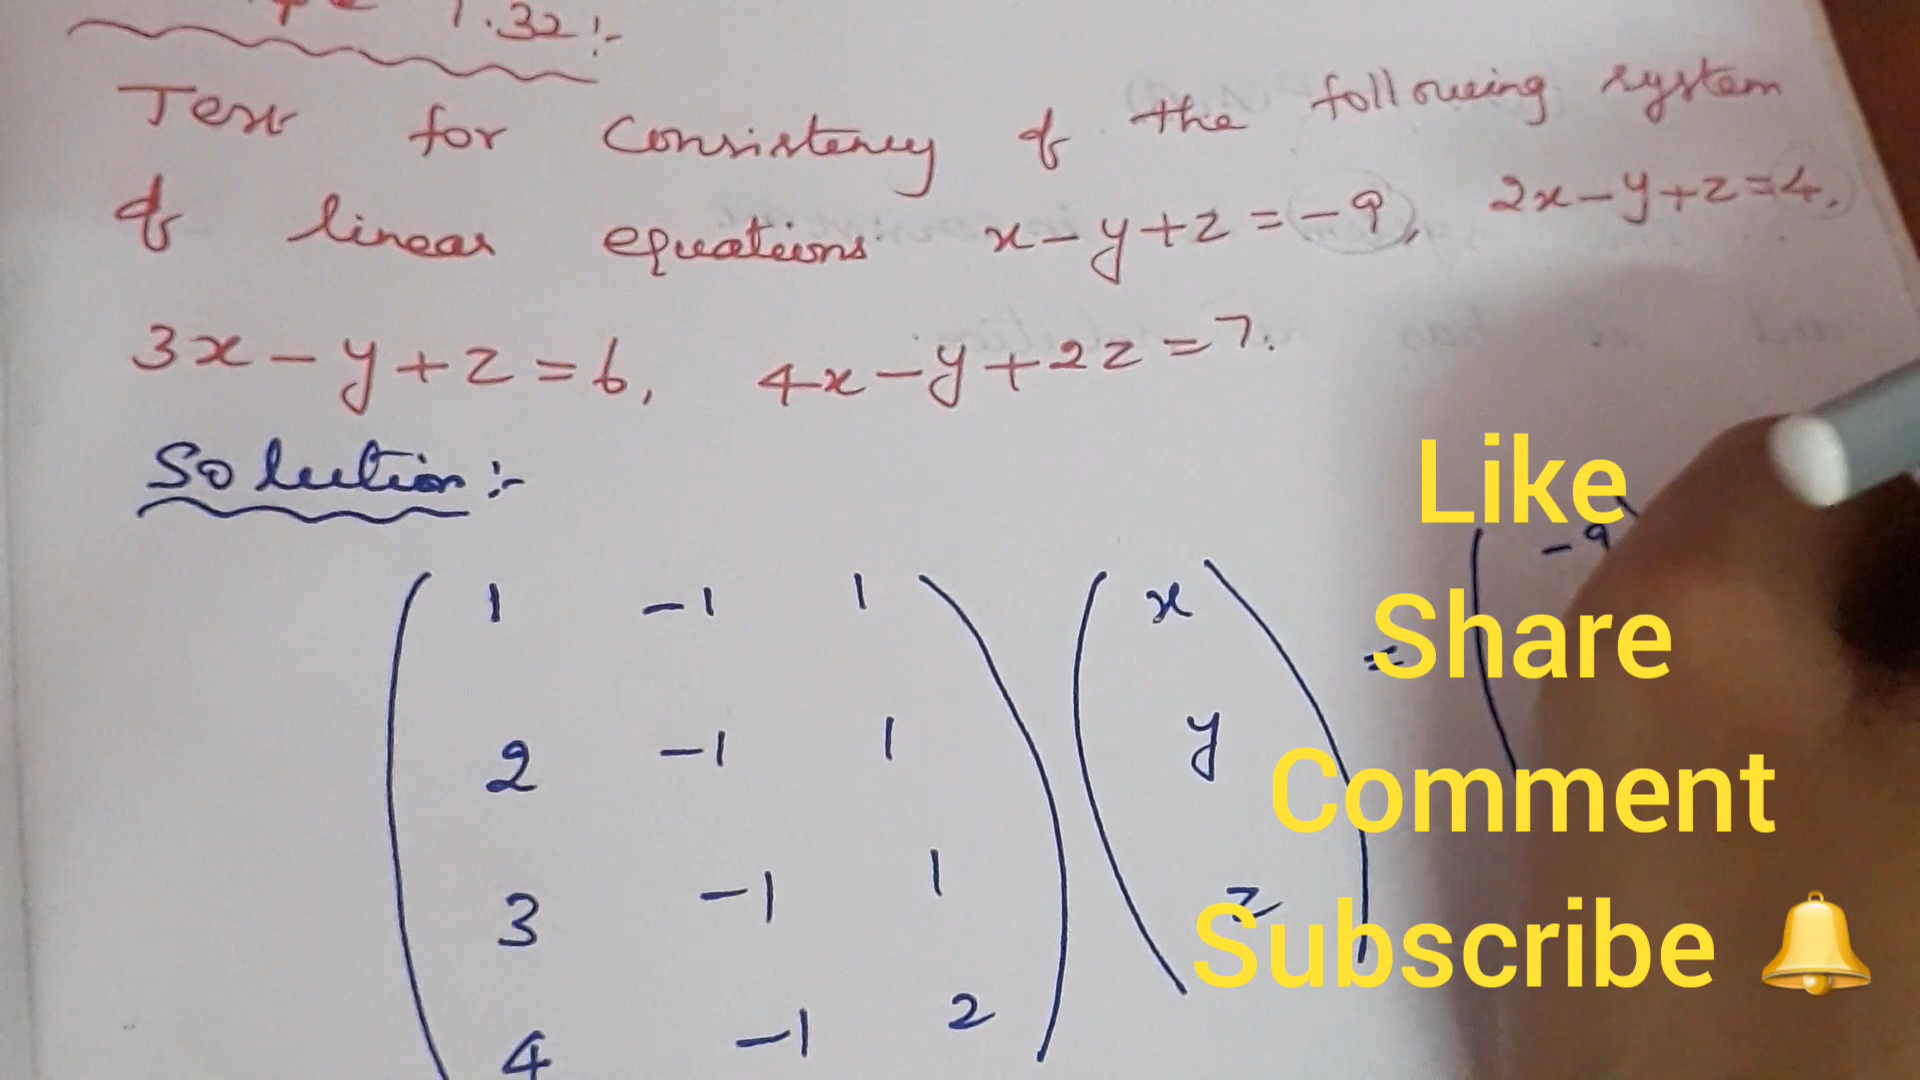 1.32:-
Test for consistency of the following system
of linear equations x-y+z=-9, 2x-y+z=4,
3x-y+z=6, 4x-y+2z=7.
Solution:-
1 -1 1 x = -9
2 -1 1 y
3 -1 1 z
4 -1 2
Like
Share
Comment
Subscribe